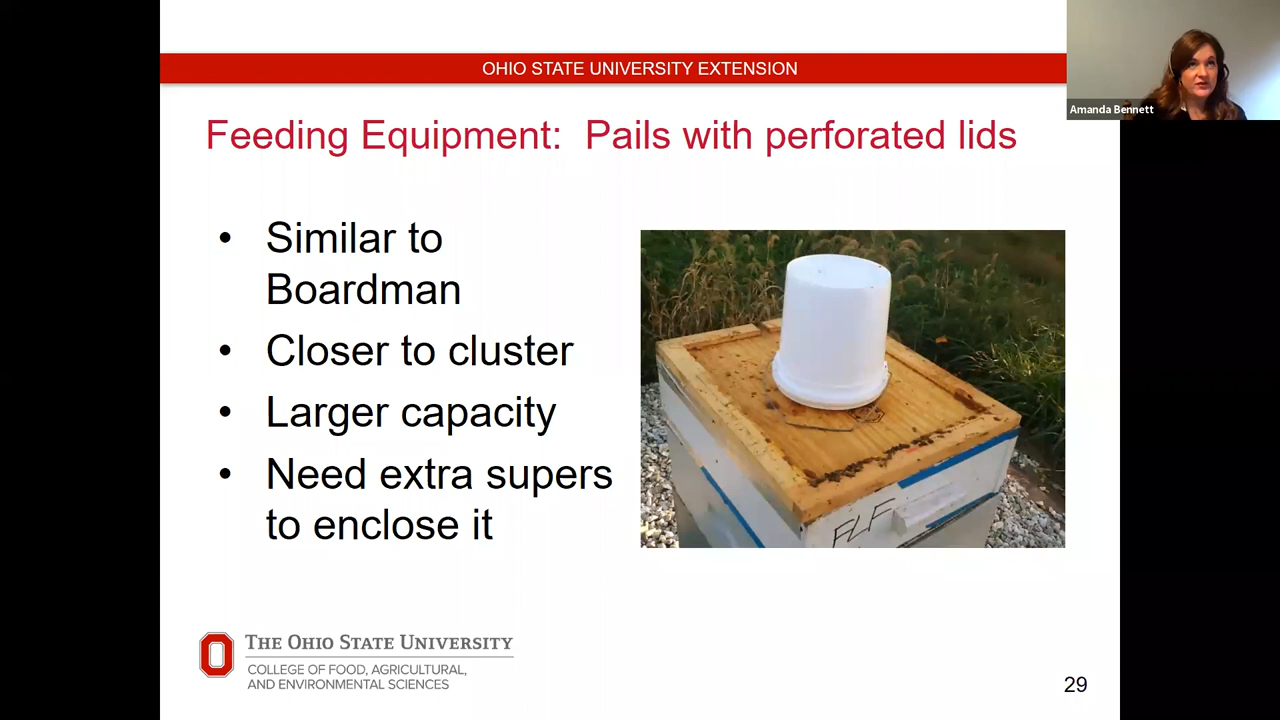 OHIO STATE UNIVERSITY EXTENSION
Amanda Bennett
Feeding Equipment: Pails with perforated lids
• Similar to
Boardman
• Closer to cluster
• Larger capacity
• Need extra supers
to enclose it
FLF
THE OHIO STATE UNIVERSITY
COLLEGE OF FOOD, AGRICULTURAL,
AND ENVIRONMENTAL SCIENCES
29